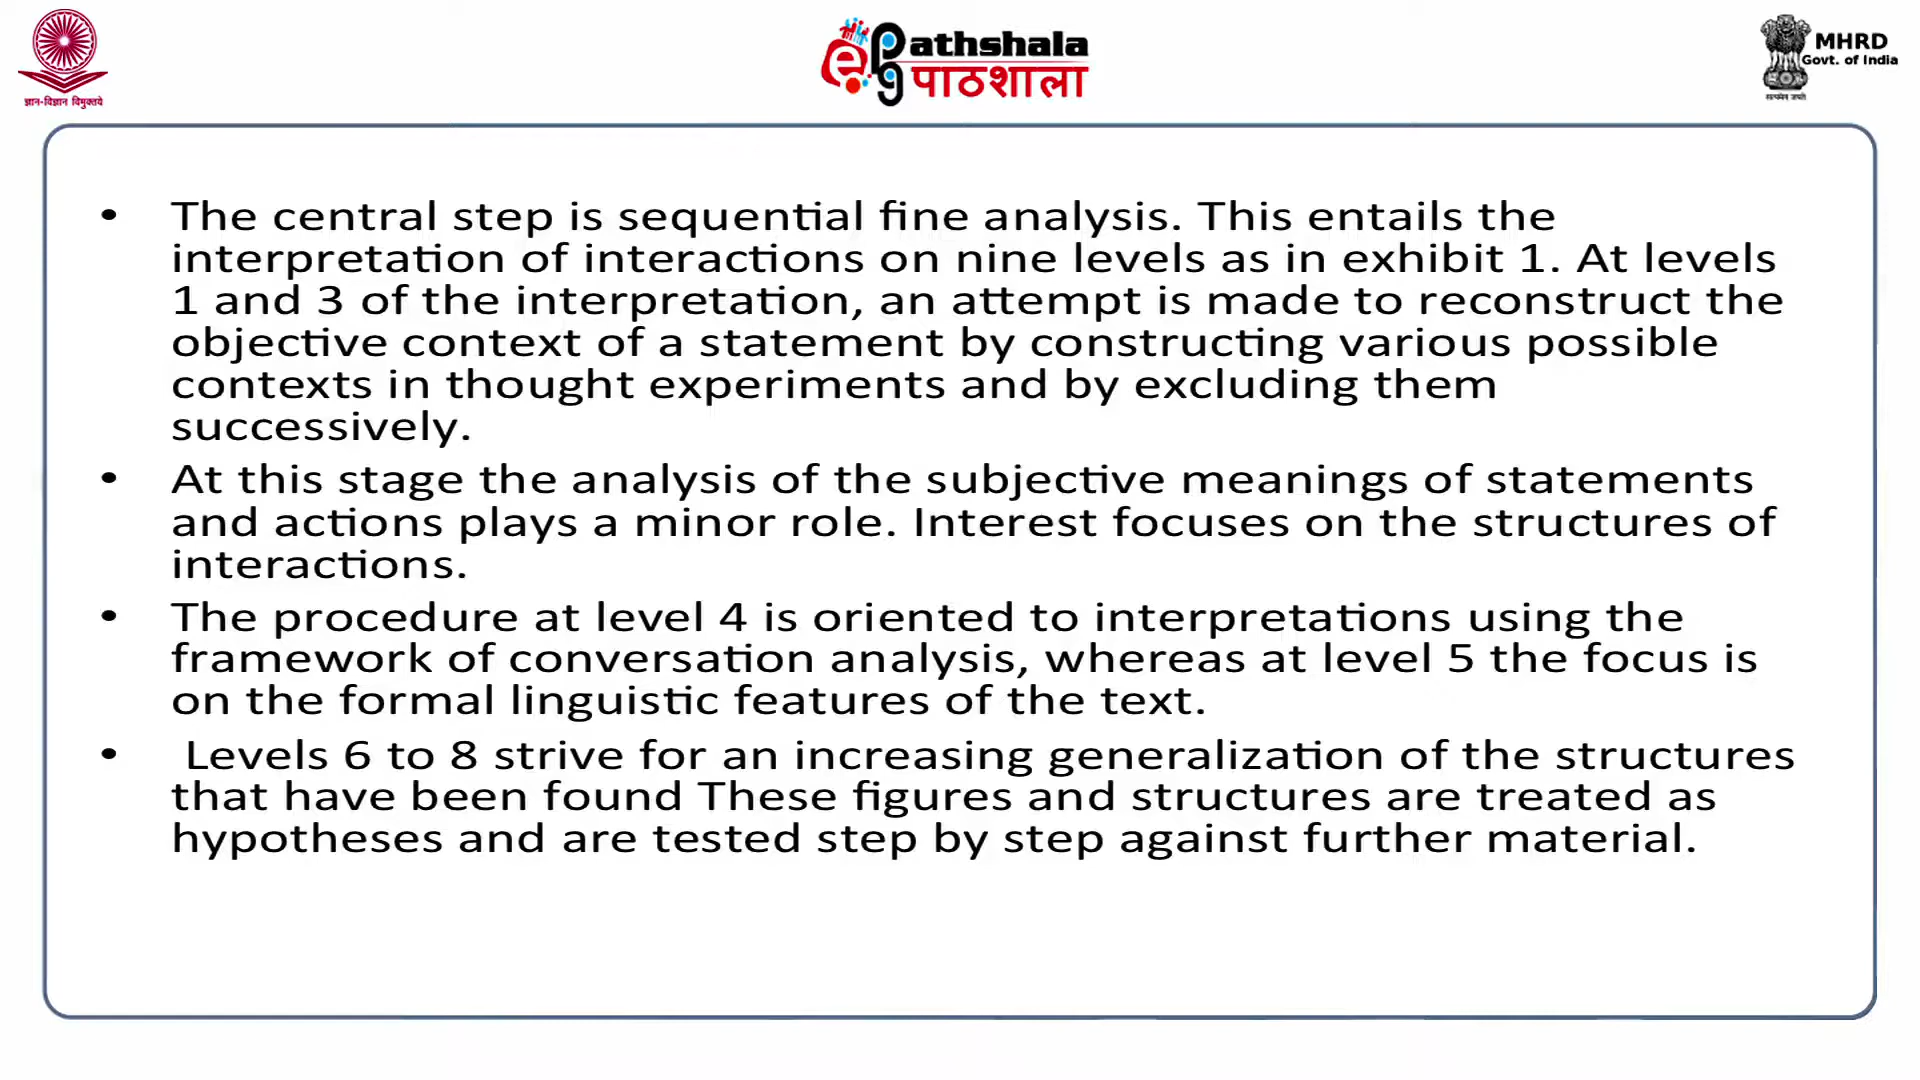 ज्ञान-विज्ञान विमुक्तये
ePG Pathshala
पाठशाला
MHRD
Govt. of India
सत्यमेव जयते
• The central step is sequential fine analysis. This entails the
interpretation of interactions on nine levels as in exhibit 1. At levels
1 and 3 of the interpretation, an attempt is made to reconstruct the
objective context of a statement by constructing various possible
contexts in thought experiments and by excluding them
successively.
• At this stage the analysis of the subjective meanings of statements
and actions plays a minor role. Interest focuses on the structures of
interactions.
• The procedure at level 4 is oriented to interpretations using the
framework of conversation analysis, whereas at level 5 the focus is
on the formal linguistic features of the text.
• Levels 6 to 8 strive for an increasing generalization of the structures
that have been found These figures and structures are treated as
hypotheses and are tested step by step against further material.